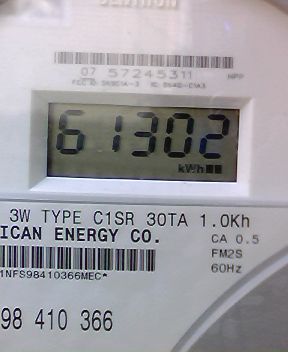 07 57245311 NPP
61302
kWh
3W TYPE C1SR 30TA 1.0Kh
ICAN ENERGY CO.
CA 0.5
FM2S
60Hz
1NFS98410366MEC*
98 410 366